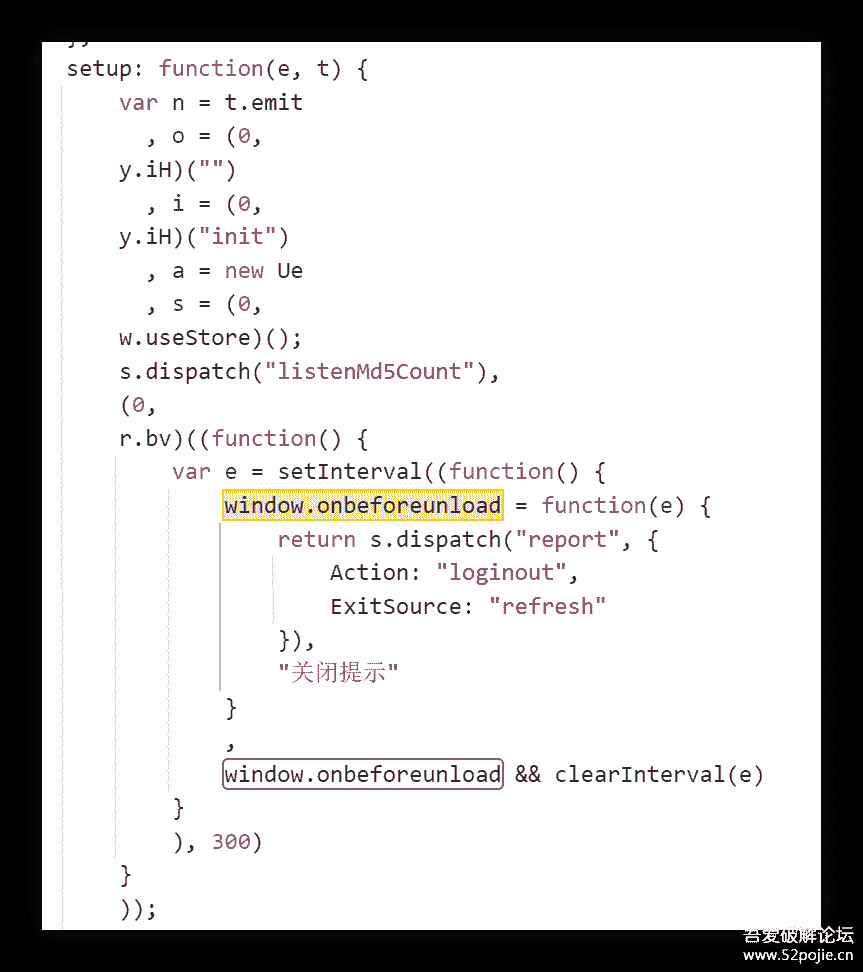 },
setup: function(e, t) {
var n = t.emit
, o = (0,
y.iH)("")
, i = (0,
y.iH)("init")
, a = new Ue
, s = (0,
w.useStore)();
s.dispatch("listenMd5Count"),
(0,
r.bv)((function() {
var e = setInterval((function() {
window.onbeforeunload = function(e) {
return s.dispatch("report", {
Action: "loginout",
ExitSource: "refresh"
}),
"关闭提示"
}
,
window.onbeforeunload && clearInterval(e)
}
), 300)
}
));
吾爱破解论坛
www.52pojie.cn